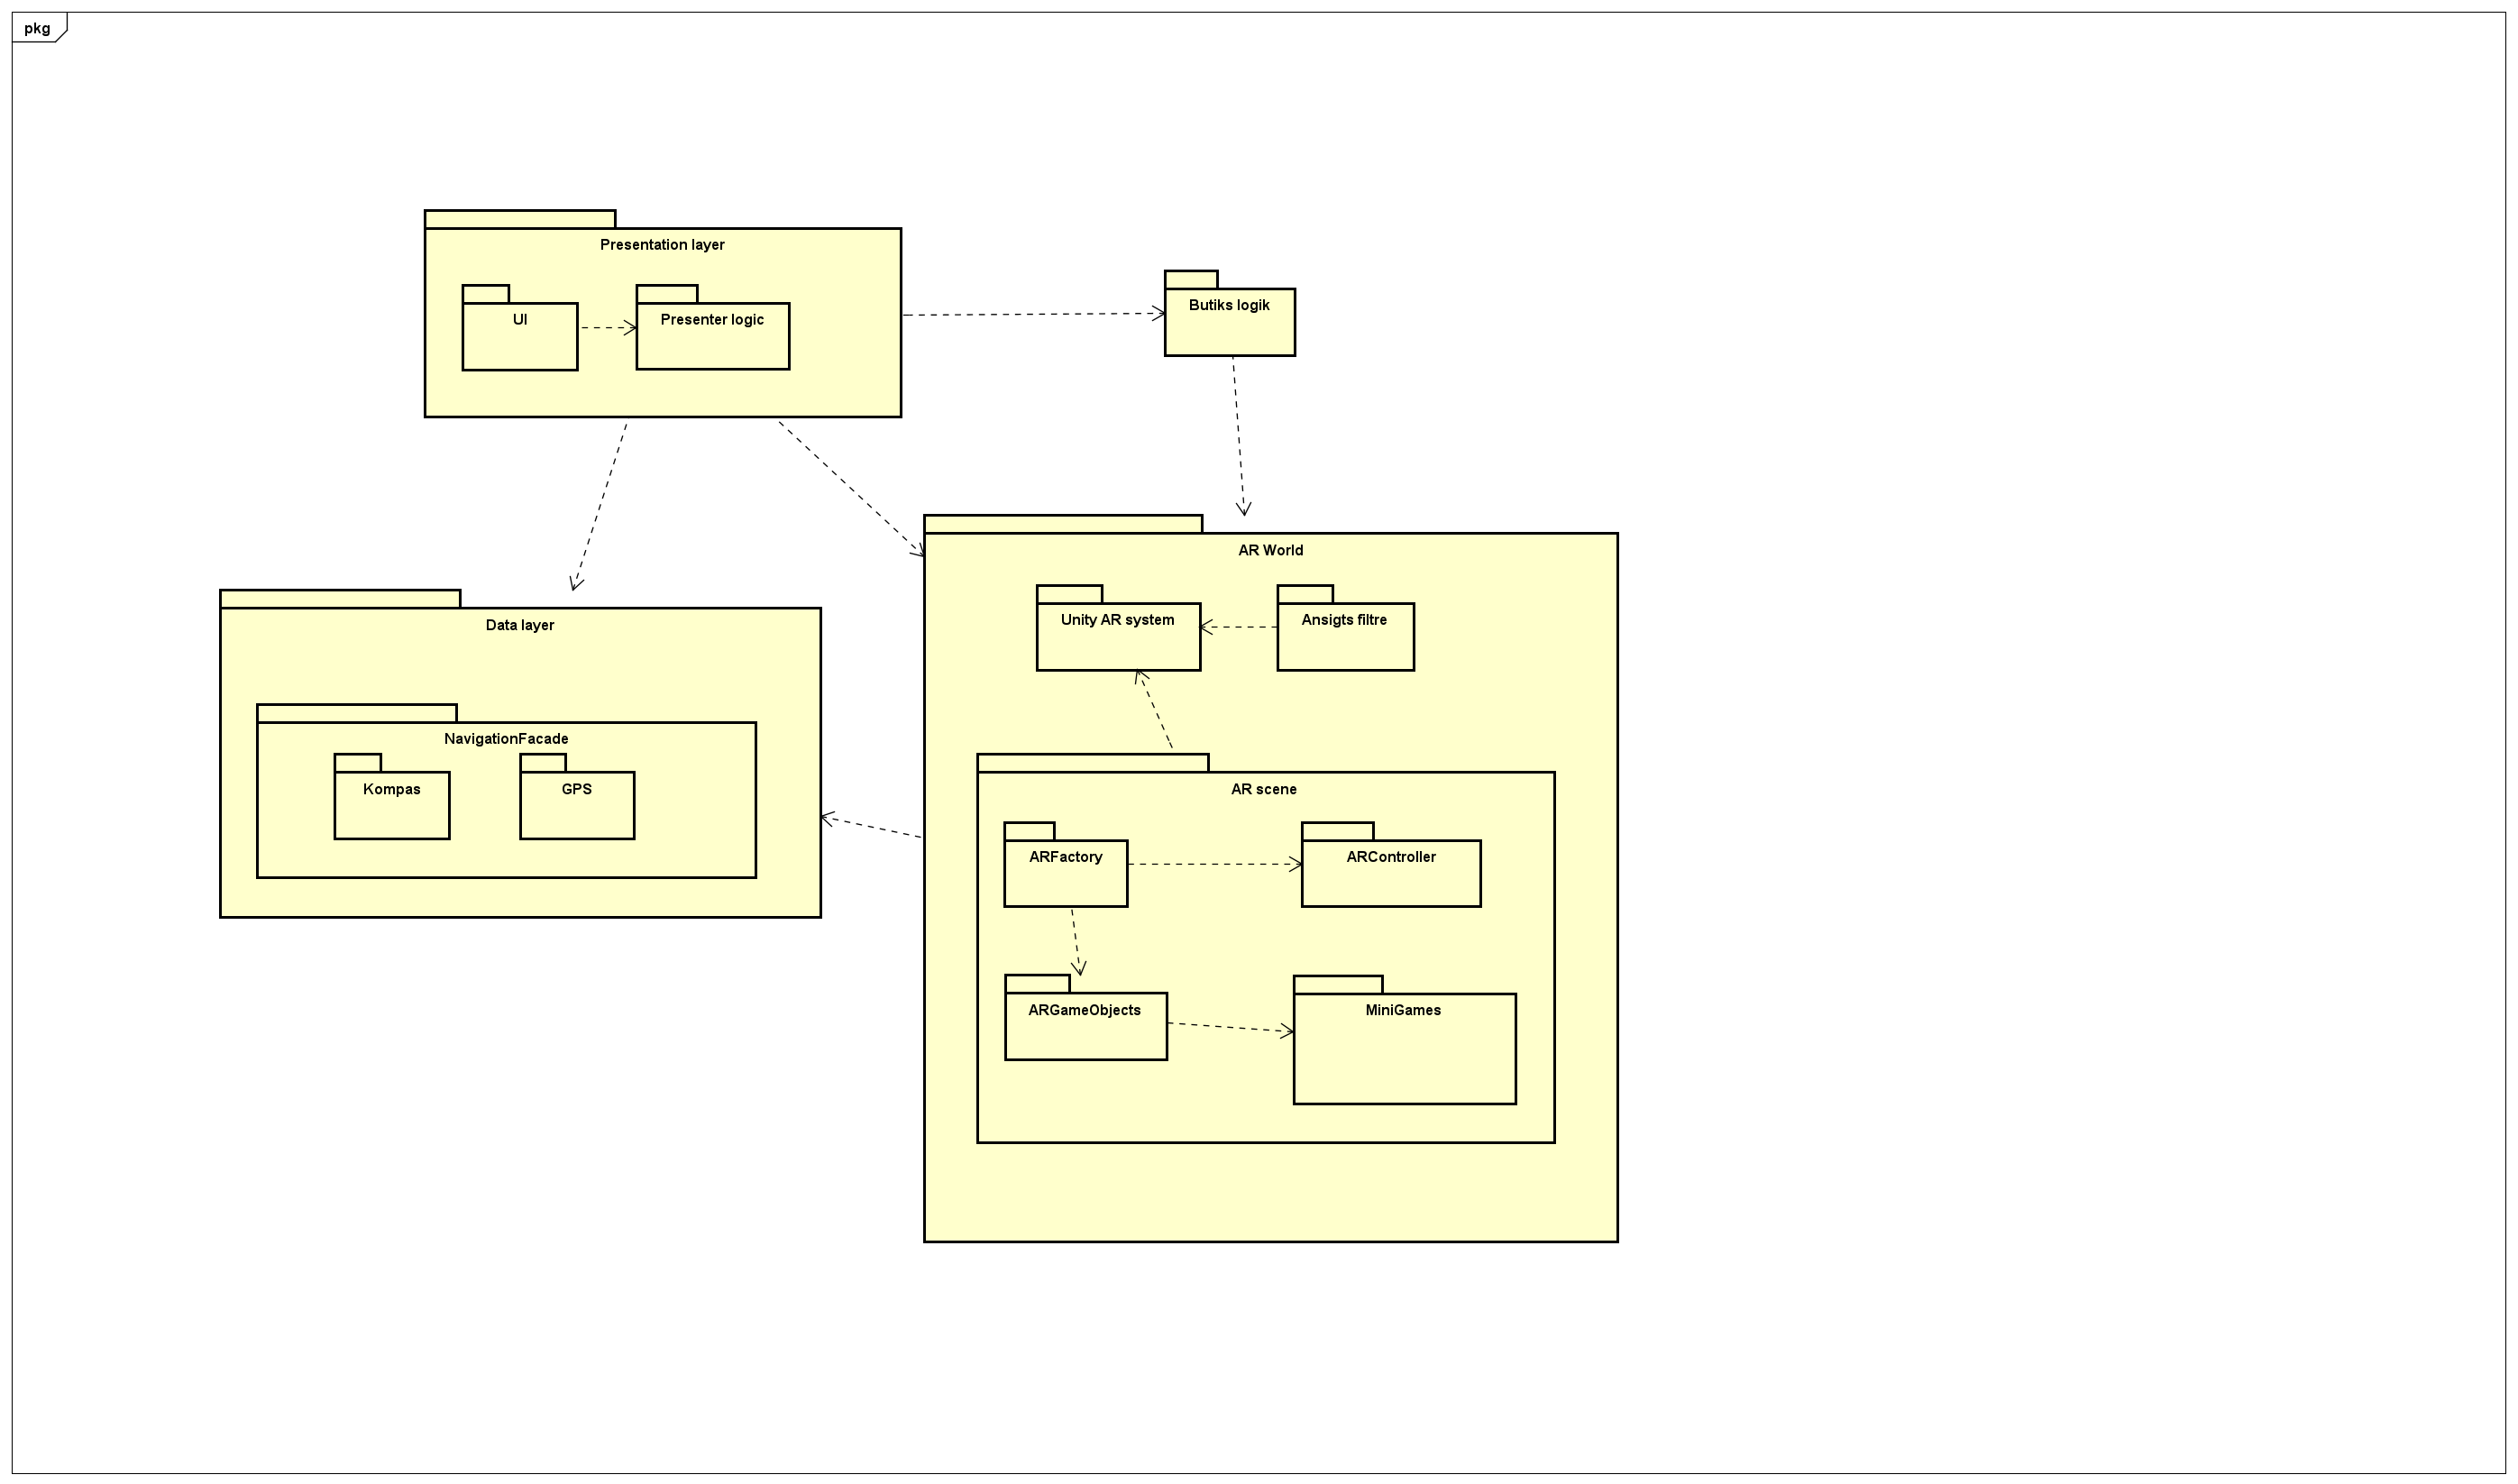 pkg
Presentation layer
UI
Presenter logic
Butiks logik
AR World
Unity AR system
Ansigts filtre
Data layer
NavigationFacade
Kompas
GPS
AR scene
ARFactory
ARController
ARGameObjects
MiniGames